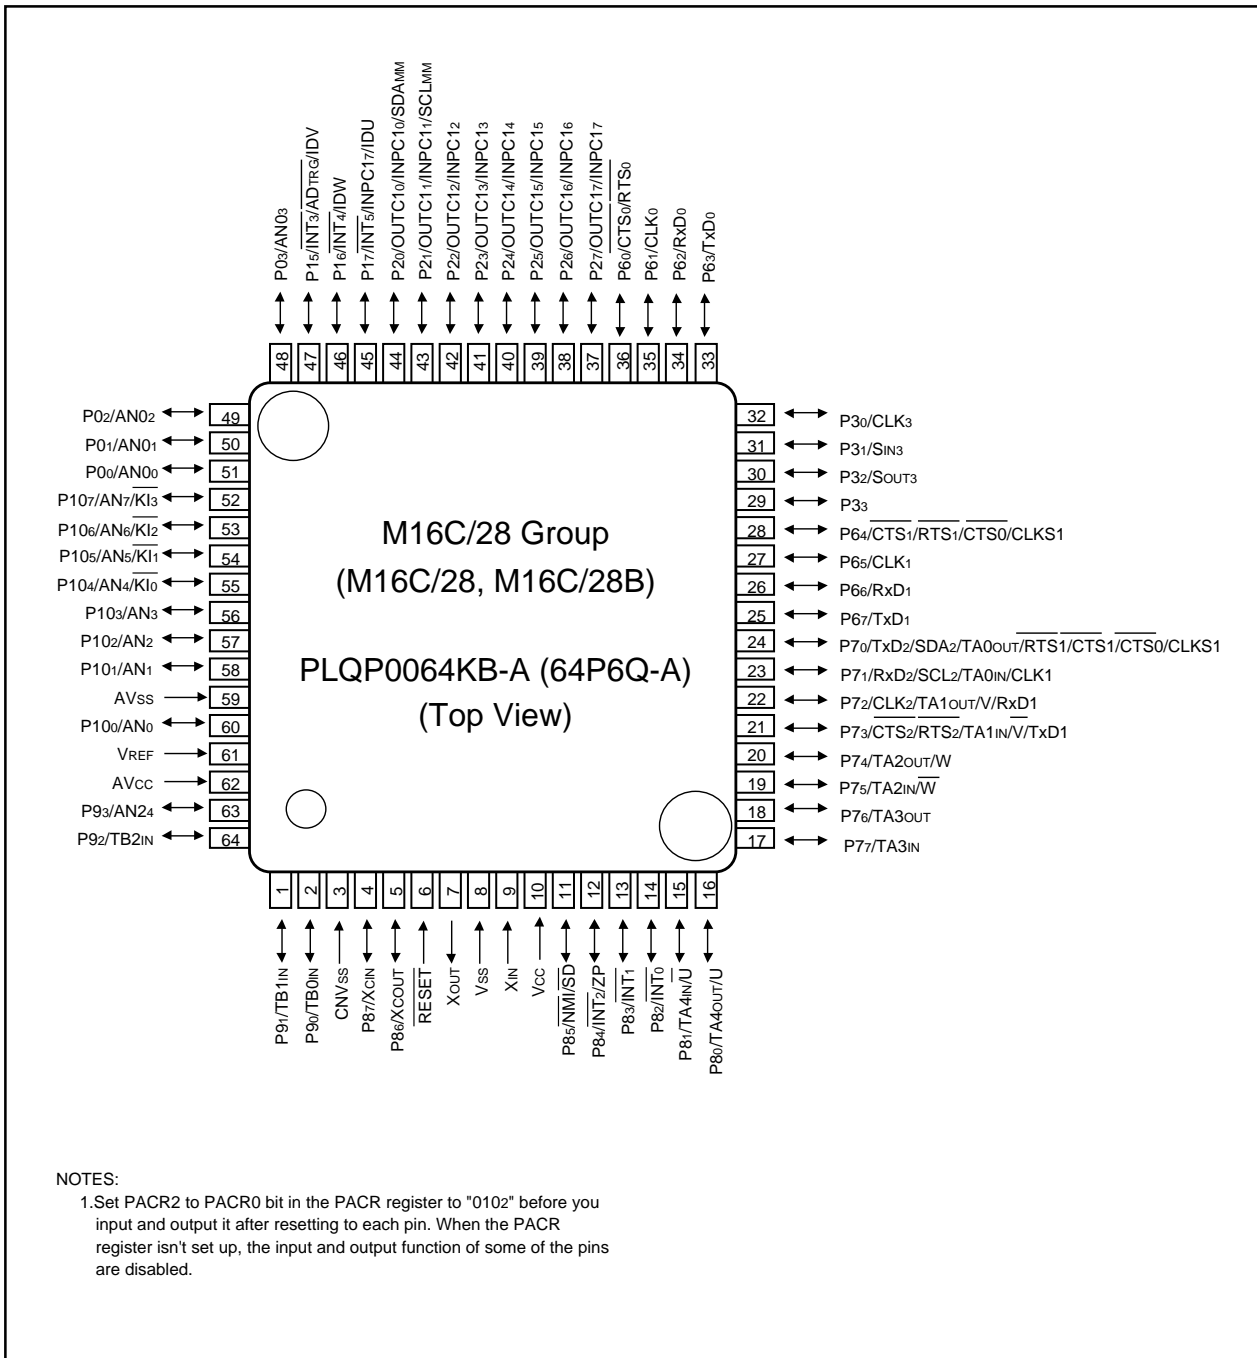 P03/AN03
P15/INT3/ADTRG/IDV
P16/INT4/IDW
P17/INT5/INPC17/IDU
P20/OUTC10/INPC10/SDAMM
P21/OUTC11/INPC11/SCLMM
P22/OUTC12/INPC12
P23/OUTC13/INPC13
P24/OUTC14/INPC14
P25/OUTC15/INPC15
P26/OUTC16/INPC16
P27/OUTC17/INPC17
P60/CTS0/RTS0
P61/CLK0
P62/RxD0
P63/TxD0
48 47 46 45 44 43 42 41 40 39 38 37 36 35 34 33
P02/AN02 49
P01/AN01 50
P00/AN00 51
P107/AN7/KI3 52
P106/AN6/KI2 53
P105/AN5/KI1 54
P104/AN4/KI0 55
P103/AN3 56
P102/AN2 57
P101/AN1 58
AVSS 59
P100/AN0 60
VREF 61
AVCC 62
P93/AN24 63
P92/TB2IN 64
M16C/28 Group
(M16C/28, M16C/28B)
PLQP0064KB-A (64P6Q-A)
(Top View)
32 P30/CLK3
31 P31/SIN3
30 P32/SOUT3
29 P33
28 P64/CTS1/RTS1/CTS0/CLKS1
27 P65/CLK1
26 P66/RxD1
25 P67/TxD1
24 P70/TxD2/SDA2/TA0OUT/RTS1/CTS1/CTS0/CLKS1
23 P71/RxD2/SCL2/TA0IN/CLK1
22 P72/CLK2/TA1OUT/V/RxD1
21 P73/CTS2/RTS2/TA1IN/V/TxD1
20 P74/TA2OUT/W
19 P75/TA2IN/W
18 P76/TA3OUT
17 P77/TA3IN
1 2 3 4 5 6 7 8 9 10 11 12 13 14 15 16
P91/TB1IN
P90/TB0IN
CNVSS
P87/XCIN
P86/XCOUT
RESET
XOUT
VSS
XIN
VCC
P85/NMI/SD
P84/INT2/ZP
P83/INT1
P82/INT0
P81/TA4IN/U
P80/TA4OUT/U
NOTES:
1.Set PACR2 to PACR0 bit in the PACR register to "0102" before you
input and output it after resetting to each pin. When the PACR
register isn't set up, the input and output function of some of the pins
are disabled.